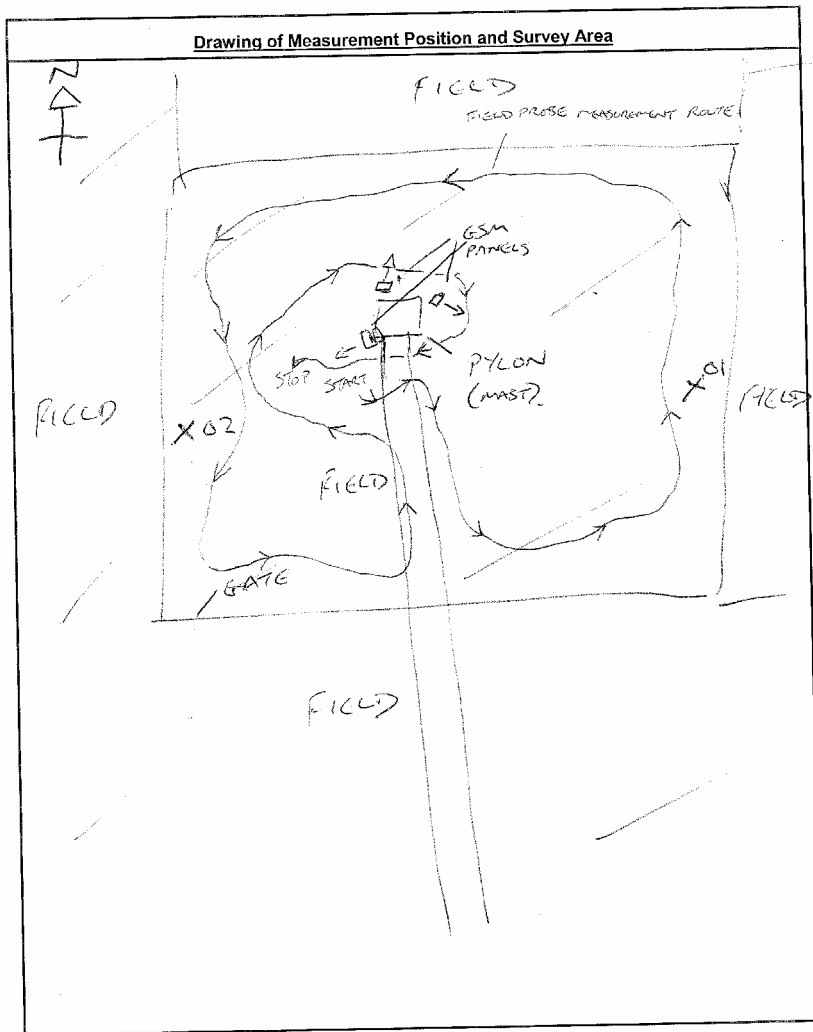 Drawing of Measurement Position and Survey Area
N
FIELD
FIELD PROBE MEASUREMENT ROUTE
GSM
PANELS
PYLON
(MAST).
STOP
START
X 01
FIELD
FIELD
X 02
FIELD
GATE
FIELD